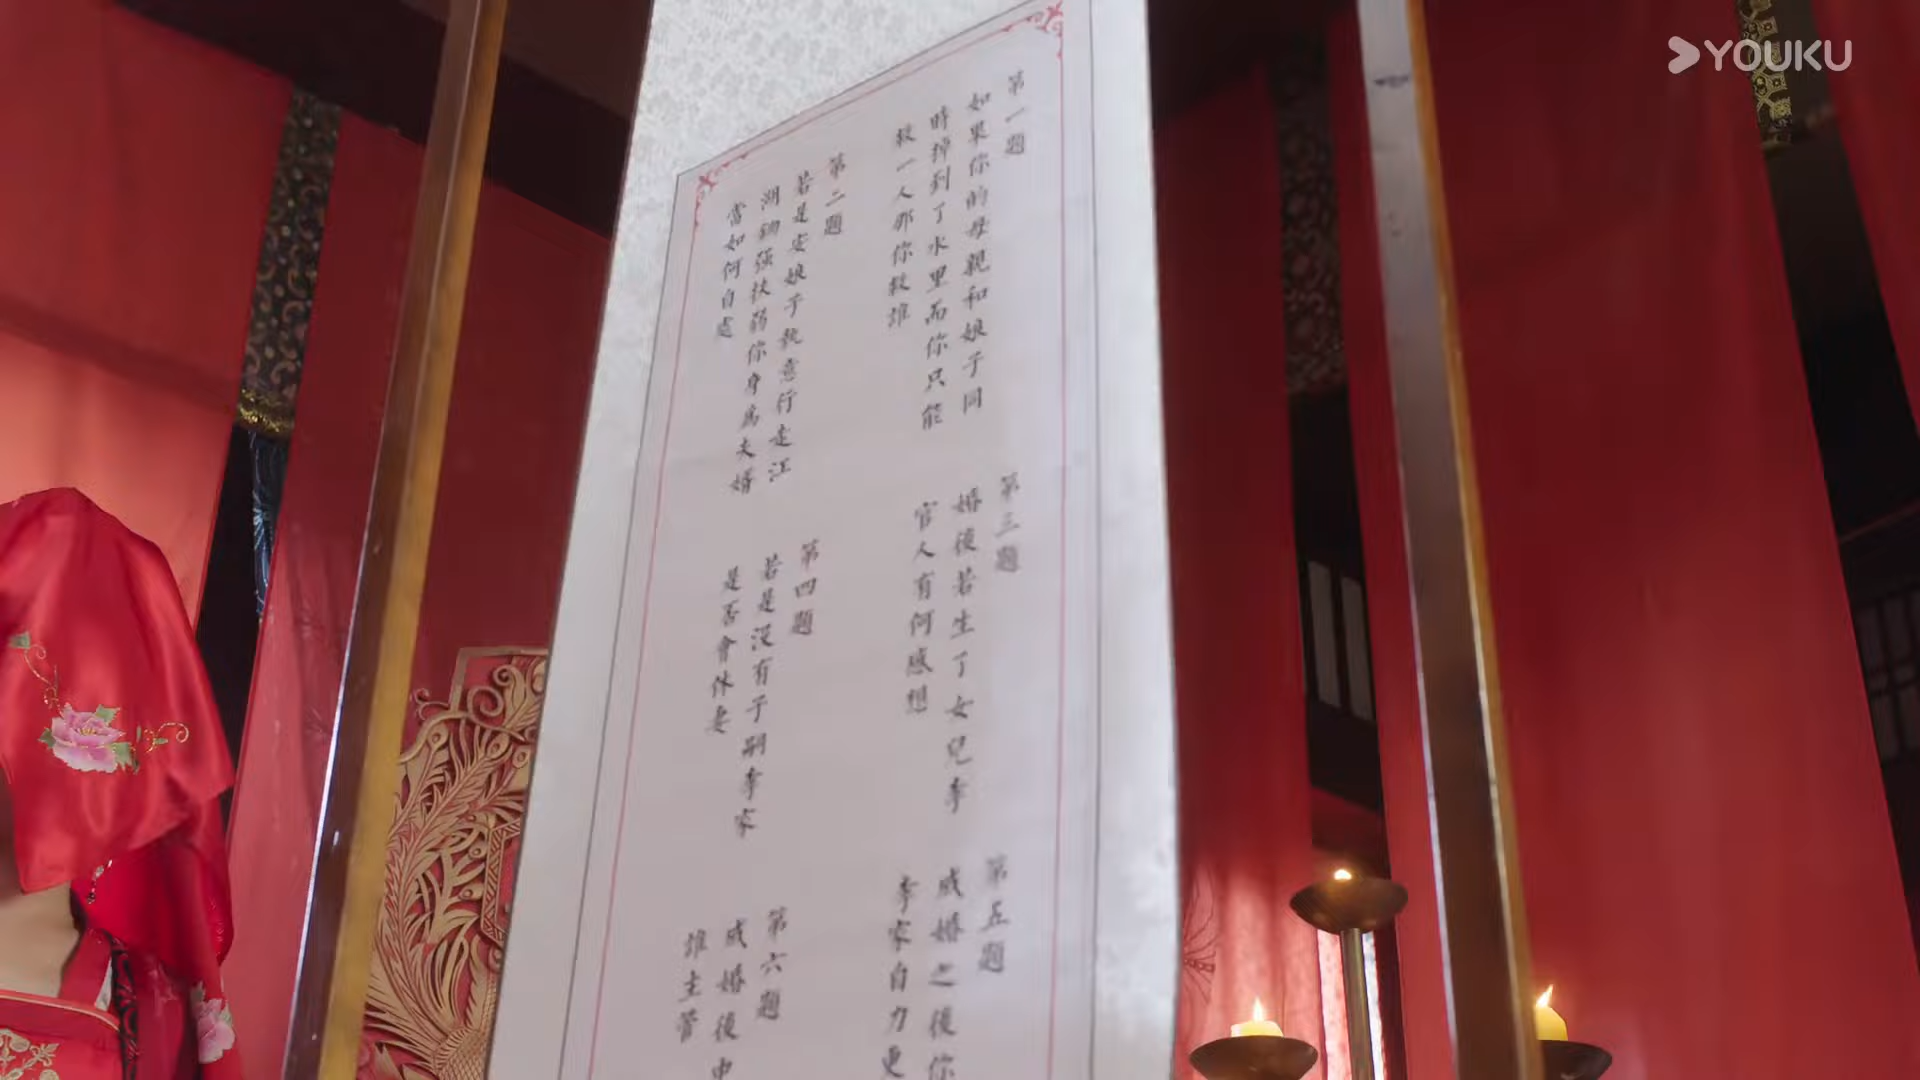 YOUKU
第一題
如果你的母親和娘子同
時掉到了水里而你只能
救一人那你救誰
第二題
若是安娘子執意行走江
湖鋤强扶弱你身為夫婿
當如何自處
第三題
婚後若生了女兒李
官人有何感想
第四題
若是沒有子嗣李家
是否會休妻
第五題
成婚之後你
李家自力更
第六題
成婚後中
誰主管